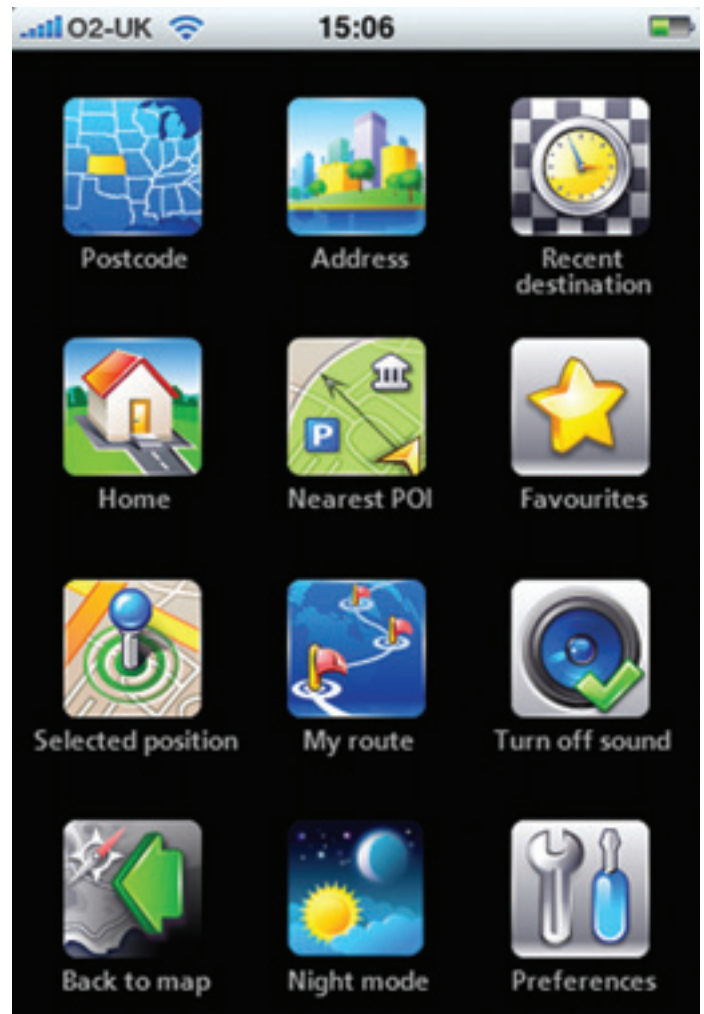 O2-UK 15:06
Postcode Address Recent
destination
Home Nearest POI Favourites
P
Selected position My route Turn off sound
Back to map Night mode Preferences